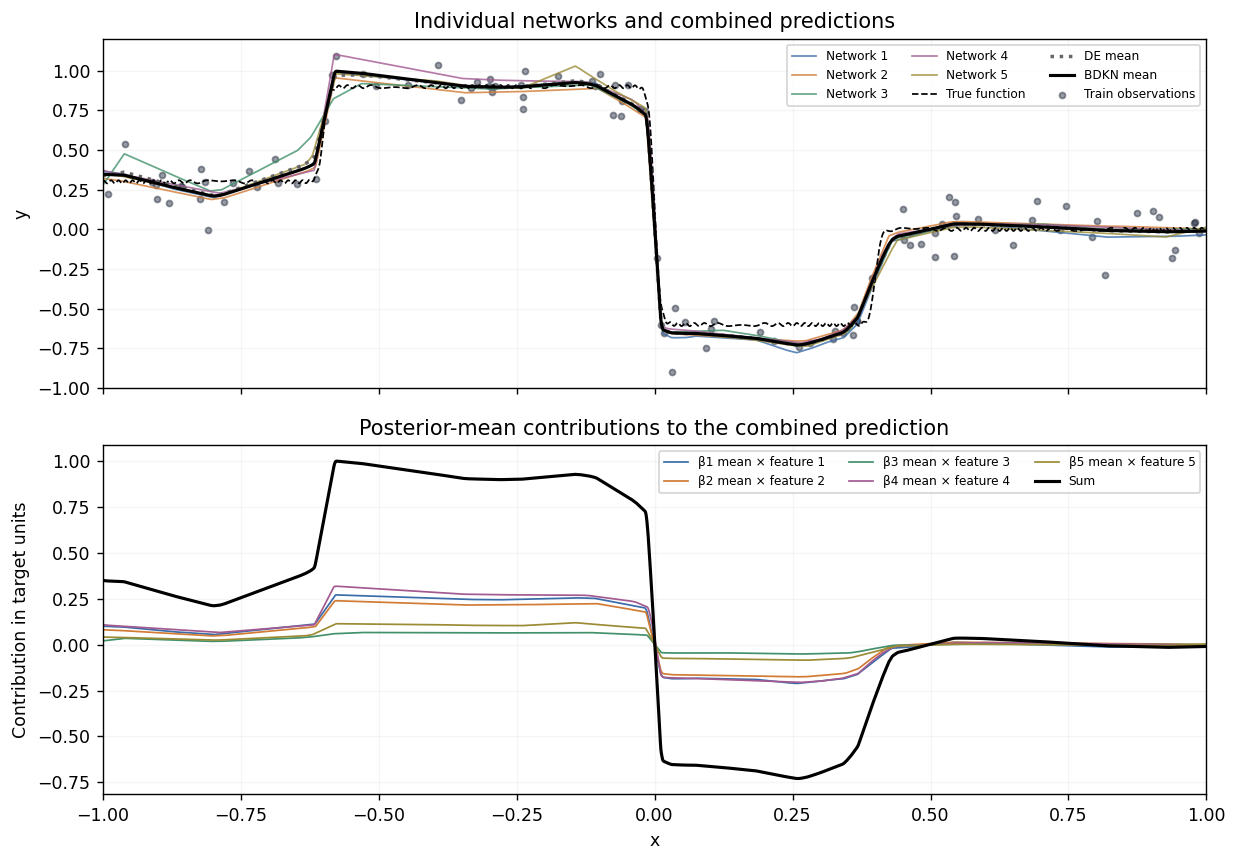 Individual networks and combined predictions
Network 1
Network 2
Network 3
Network 4
Network 5
True function
DE mean
BDKN mean
Train observations
1.00
0.75
0.50
0.25
0.00
−0.25
−0.50
−0.75
−1.00
y
Posterior-mean contributions to the combined prediction
β1 mean × feature 1
β2 mean × feature 2
β3 mean × feature 3
β4 mean × feature 4
β5 mean × feature 5
Sum
1.00
0.75
0.50
0.25
0.00
−0.25
−0.50
−0.75
Contribution in target units
−1.00 −0.75 −0.50 −0.25 0.00 0.25 0.50 0.75 1.00
x